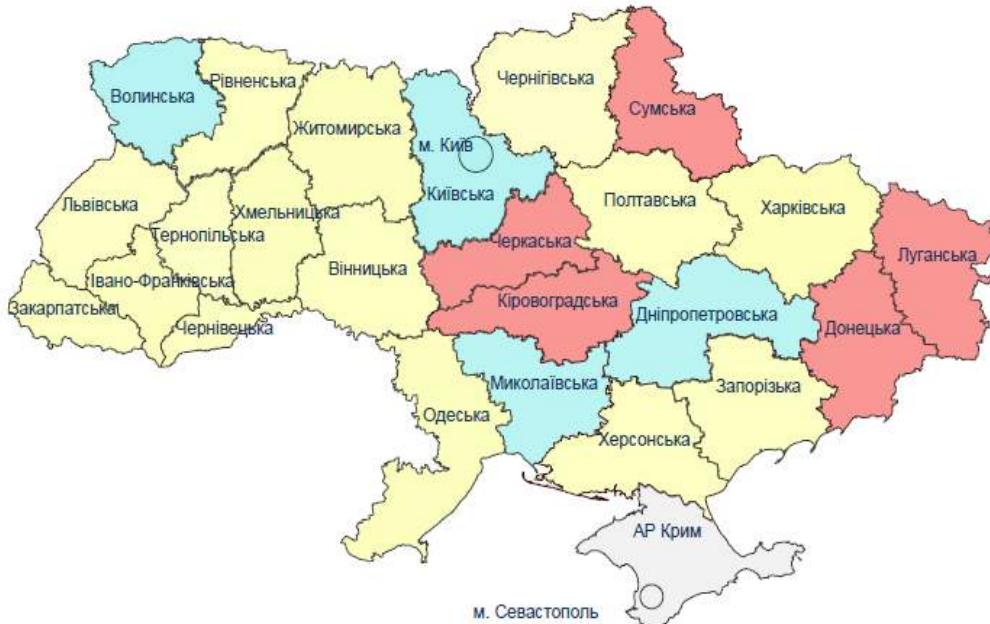 Чернігівська
Рівненська
Волинська
Сумська
Житомирська
м. Київ
Київська
Полтавська
Харківська
Львівська
Хмельницька
Тернопільська
Черкаська
Луганська
Вінницька
Івано-Франківська
Закарпатська
Кіровоградська
Дніпропетровська
Донецька
Чернівецька
Миколаївська
Запорізька
Одеська
Херсонська
АР Крим
м. Севастополь